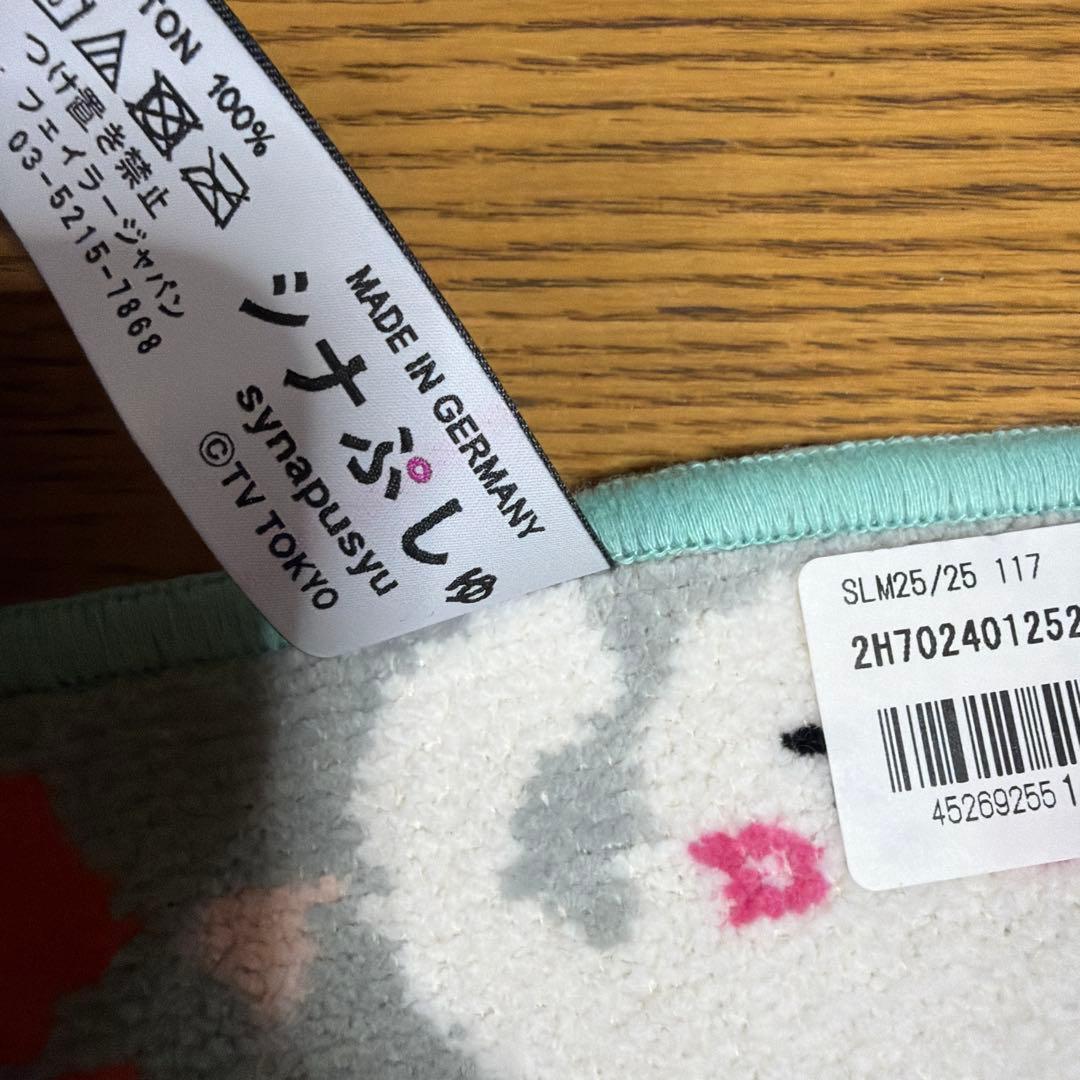 TON 100%
つけ置き禁止
フェイラージャパン
03-5215-7868
MADE IN GERMANY
シナぷしゅ
synapusyu
©TV TOKYO
SLM25/25 117
2H702401252
45269255 1